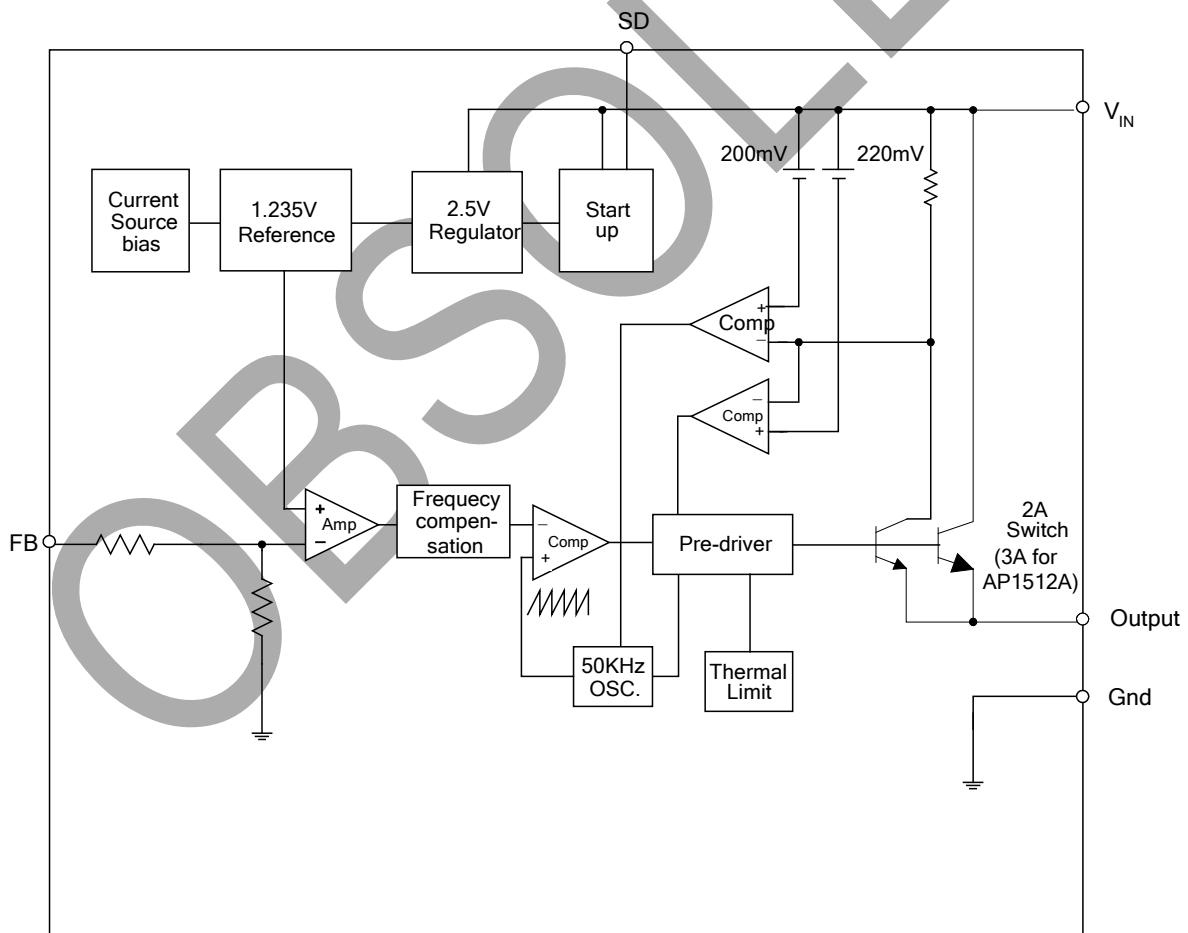 SD
V_IN
200mV 220mV
Current
Source
bias
1.235V
Reference
2.5V
Regulator
Start
up
+
Comp
−
−
Comp
+
FB
+
Amp
−
Frequecy
compen-
sation
−
Comp
+
Pre-driver
2A
Switch
(3A for
AP1512A)
Output
50KHz
OSC.
Thermal
Limit
Gnd
OBSOLE